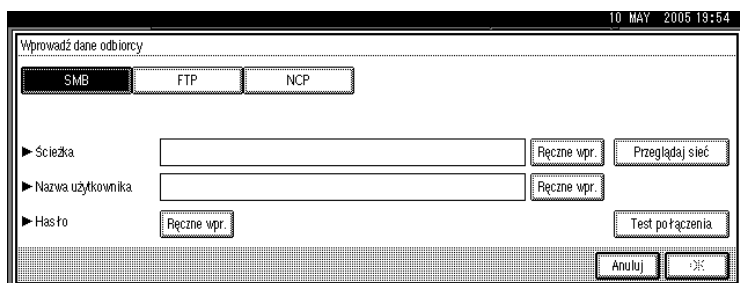 10 MAY 2005 19:54
Wprowadź dane odbiorcy
SMB FTP NCP
►Ścieżka Ręczne wpr. Przeglądaj sieć
►Nazwa użytkownika Ręczne wpr.
►Hasło Ręczne wpr. Test połączenia
Anuluj OK